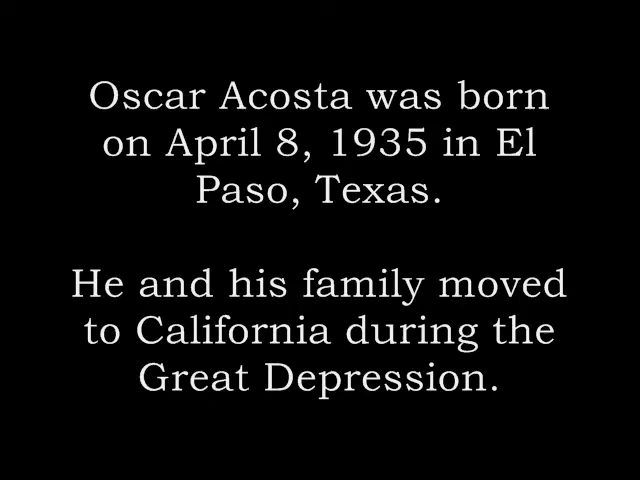 Oscar Acosta was born
on April 8, 1935 in El
Paso, Texas.
He and his family moved
to California during the
Great Depression.